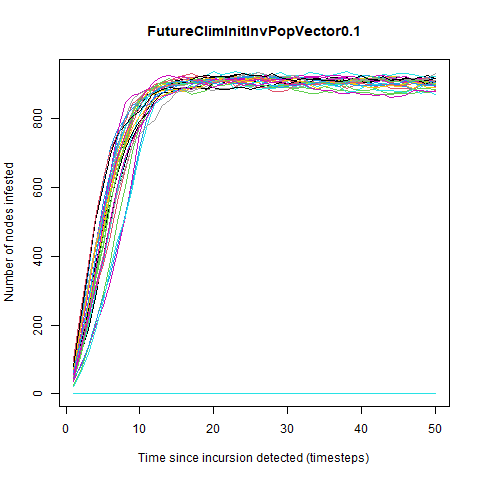 FutureClimInitInvPopVector0.1
Number of nodes infested
800
600
400
200
0
0 10 20 30 40 50
Time since incursion detected (timesteps)